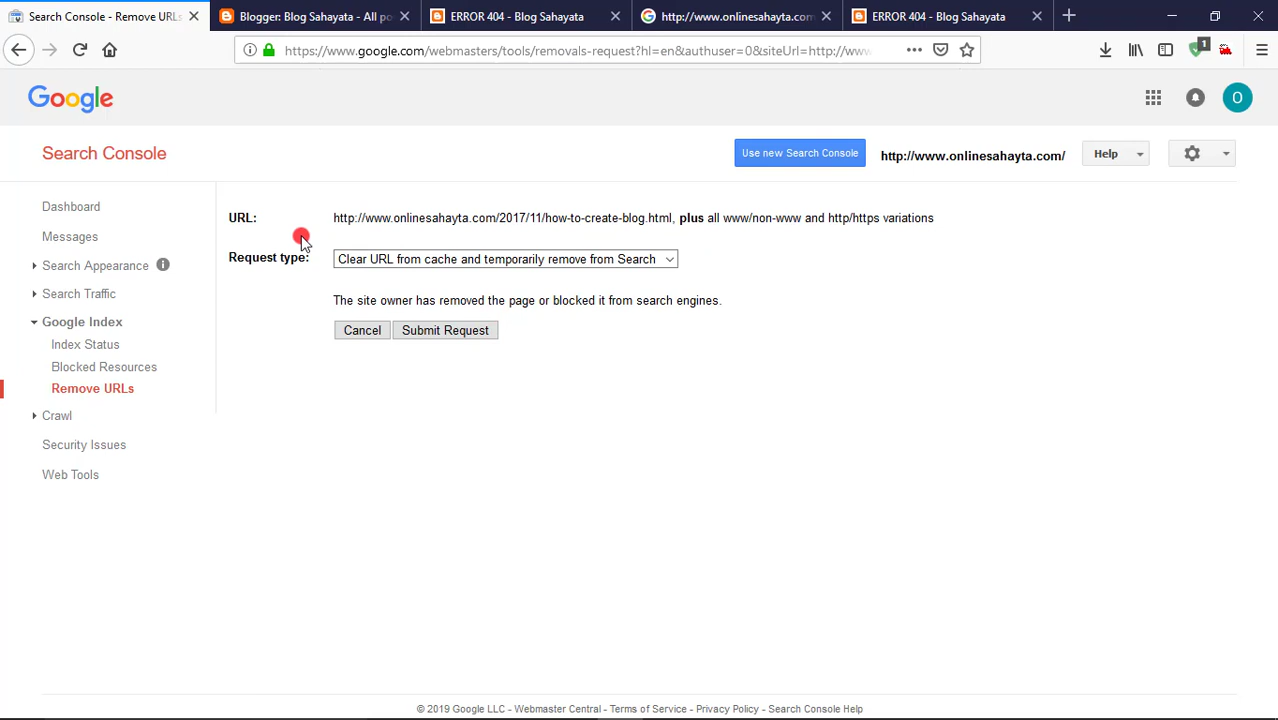 Search Console - Remove URLs
Blogger: Blog Sahayata - All po
ERROR 404 - Blog Sahayata
http://www.onlinesahayta.com
ERROR 404 - Blog Sahayata
https://www.google.com/webmasters/tools/removals-request?hl=en&authuser=0&siteUrl=http://www
1
Google
O
Search Console
Use new Search Console
http://www.onlinesahayta.com/
Help
Dashboard
Messages
Search Appearance
Search Traffic
Google Index
Index Status
Blocked Resources
Remove URLs
Crawl
Security Issues
Web Tools
URL: http://www.onlinesahayta.com/2017/11/how-to-create-blog.html, plus all www/non-www and http/https variations
Request type: Clear URL from cache and temporarily remove from Search
The site owner has removed the page or blocked it from search engines.
Cancel Submit Request
© 2019 Google LLC - Webmaster Central - Terms of Service - Privacy Policy - Search Console Help